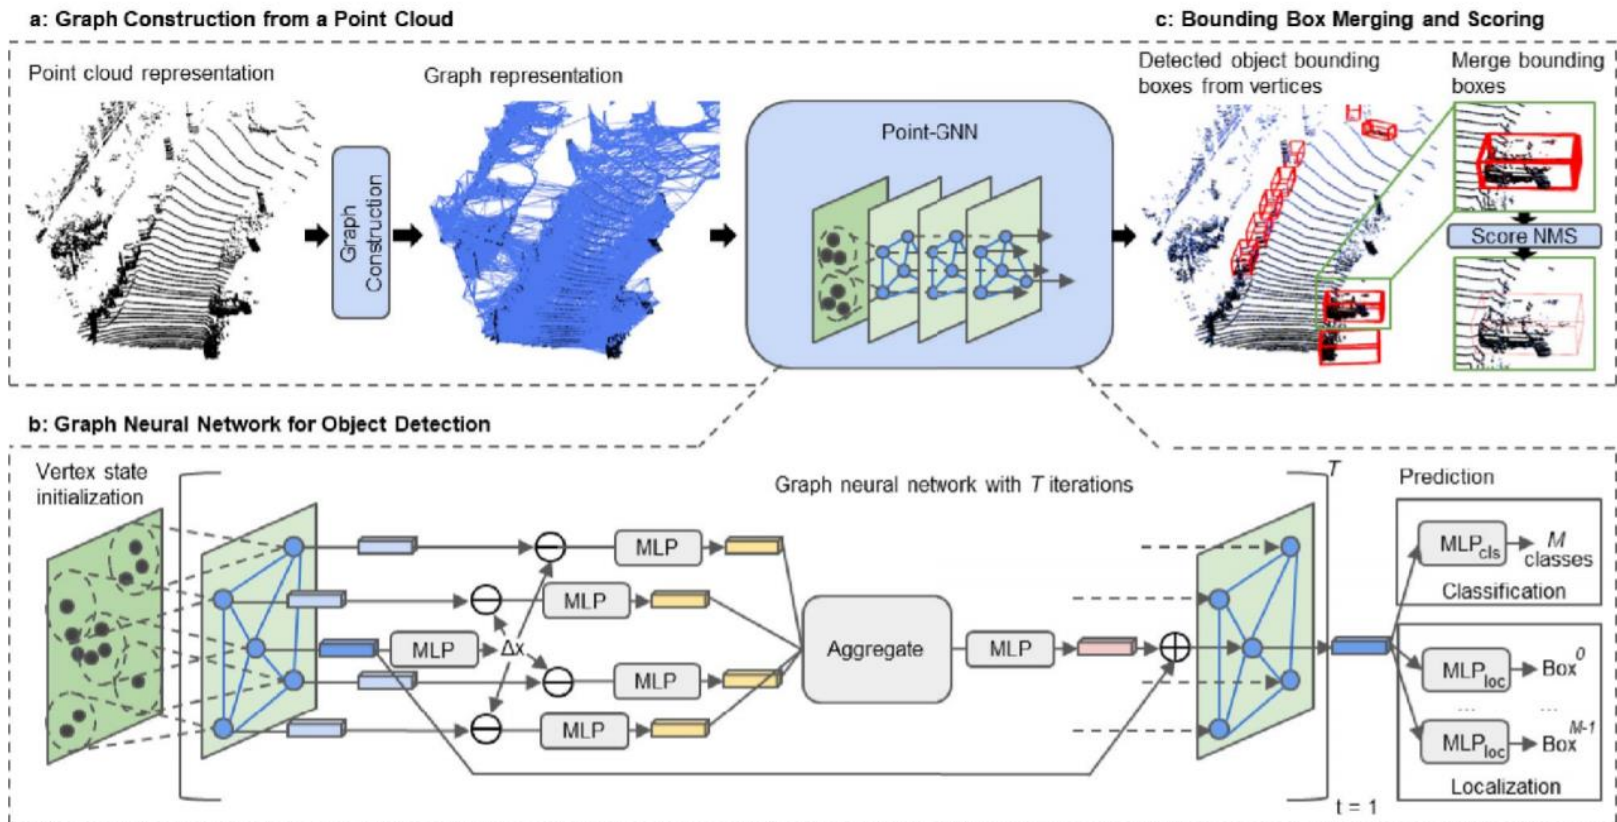 a: Graph Construction from a Point Cloud
c: Bounding Box Merging and Scoring
Point cloud representation
Graph representation
Graph
Construction
Point-GNN
Detected object bounding
boxes from vertices
Merge bounding
boxes
Score NMS
b: Graph Neural Network for Object Detection
Vertex state
initialization
Graph neural network with T iterations
T
Prediction
MLP
MLP
MLP
Δx
MLP
MLP
Aggregate
MLP
MLPcls
M
classes
Classification
MLPloc
Box0
...
...
MLPloc
BoxM-1
Localization
t = 1